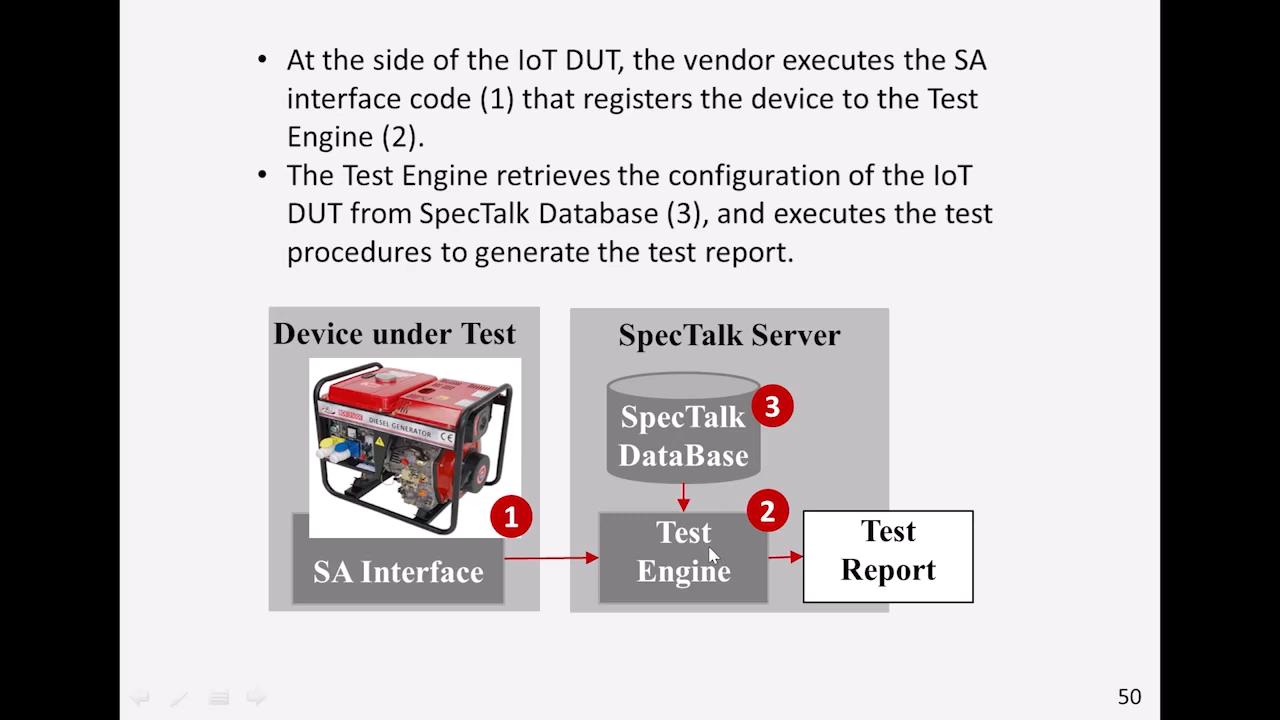 • At the side of the IoT DUT, the vendor executes the SA
interface code (1) that registers the device to the Test
Engine (2).
• The Test Engine retrieves the configuration of the IoT
DUT from SpecTalk Database (3), and executes the test
procedures to generate the test report.
Device under Test
DIESEL GENERATOR
CE
1
SA Interface
SpecTalk Server
SpecTalk
DataBase
3
2
Test
Engine
Test
Report
50